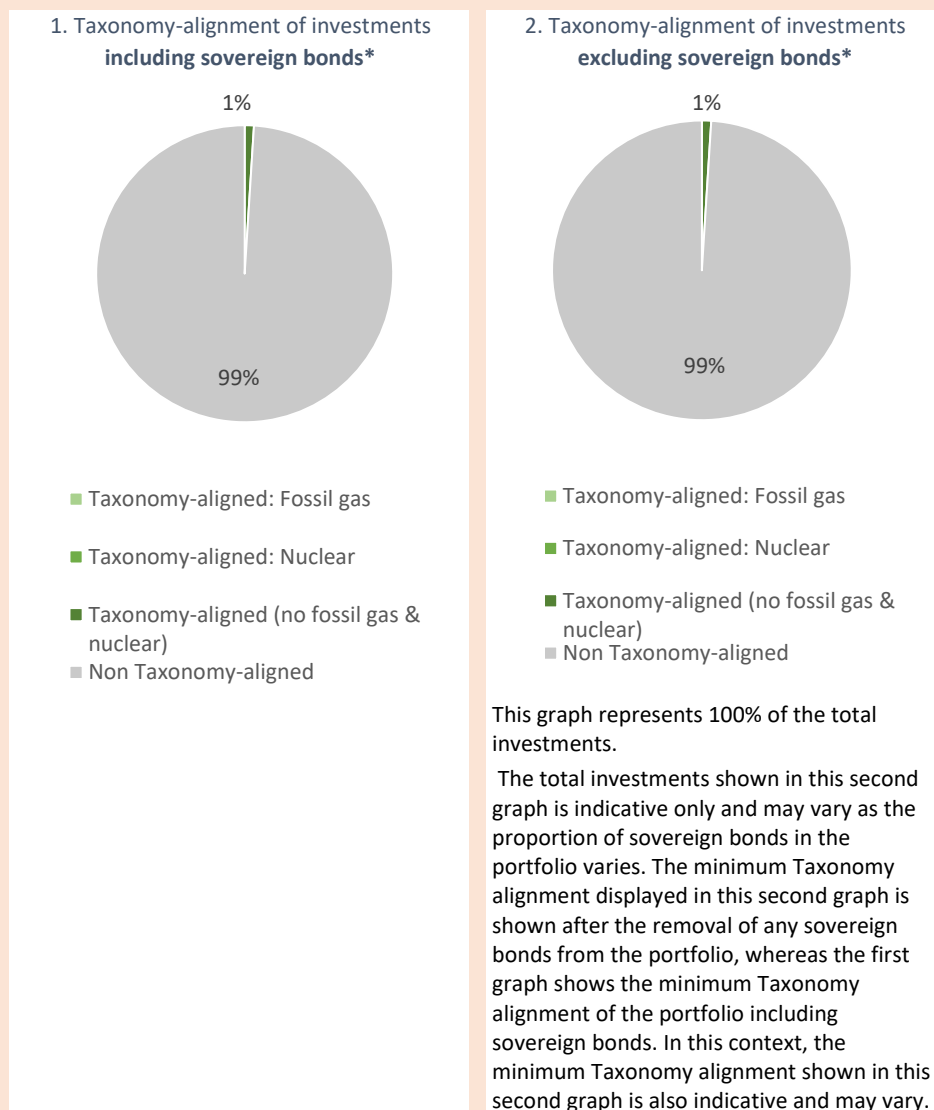 1. Taxonomy-alignment of investments
including sovereign bonds*
1%
99%
Taxonomy-aligned: Fossil gas
Taxonomy-aligned: Nuclear
Taxonomy-aligned (no fossil gas &
nuclear)
Non Taxonomy-aligned
2. Taxonomy-alignment of investments
excluding sovereign bonds*
1%
99%
Taxonomy-aligned: Fossil gas
Taxonomy-aligned: Nuclear
Taxonomy-aligned (no fossil gas &
nuclear)
Non Taxonomy-aligned
This graph represents 100% of the total
investments.
The total investments shown in this second
graph is indicative only and may vary as the
proportion of sovereign bonds in the
portfolio varies. The minimum Taxonomy
alignment displayed in this second graph is
shown after the removal of any sovereign
bonds from the portfolio, whereas the first
graph shows the minimum Taxonomy
alignment of the portfolio including
sovereign bonds. In this context, the
minimum Taxonomy alignment shown in this
second graph is also indicative and may vary.